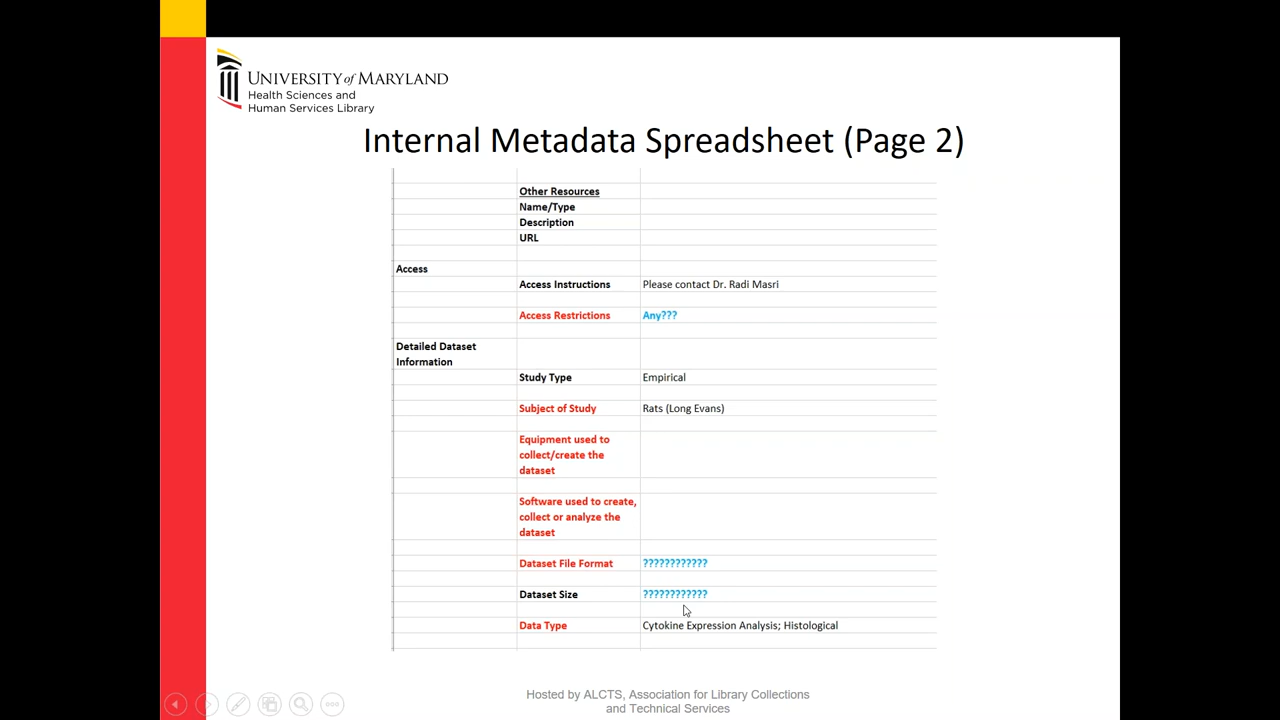 UNIVERSITY of MARYLAND
Health Sciences and
Human Services Library
Internal Metadata Spreadsheet (Page 2)
Other Resources
Name/Type
Description
URL
Access
Access Instructions Please contact Dr. Radi Masri
Access Restrictions Any???
Detailed Dataset
Information
Study Type Empirical
Subject of Study Rats (Long Evans)
Equipment used to
collect/create the
dataset
Software used to create,
collect or analyze the
dataset
Dataset File Format ????????????
Dataset Size ????????????
Data Type Cytokine Expression Analysis; Histological
Hosted by ALCTS, Association for Library Collections
and Technical Services